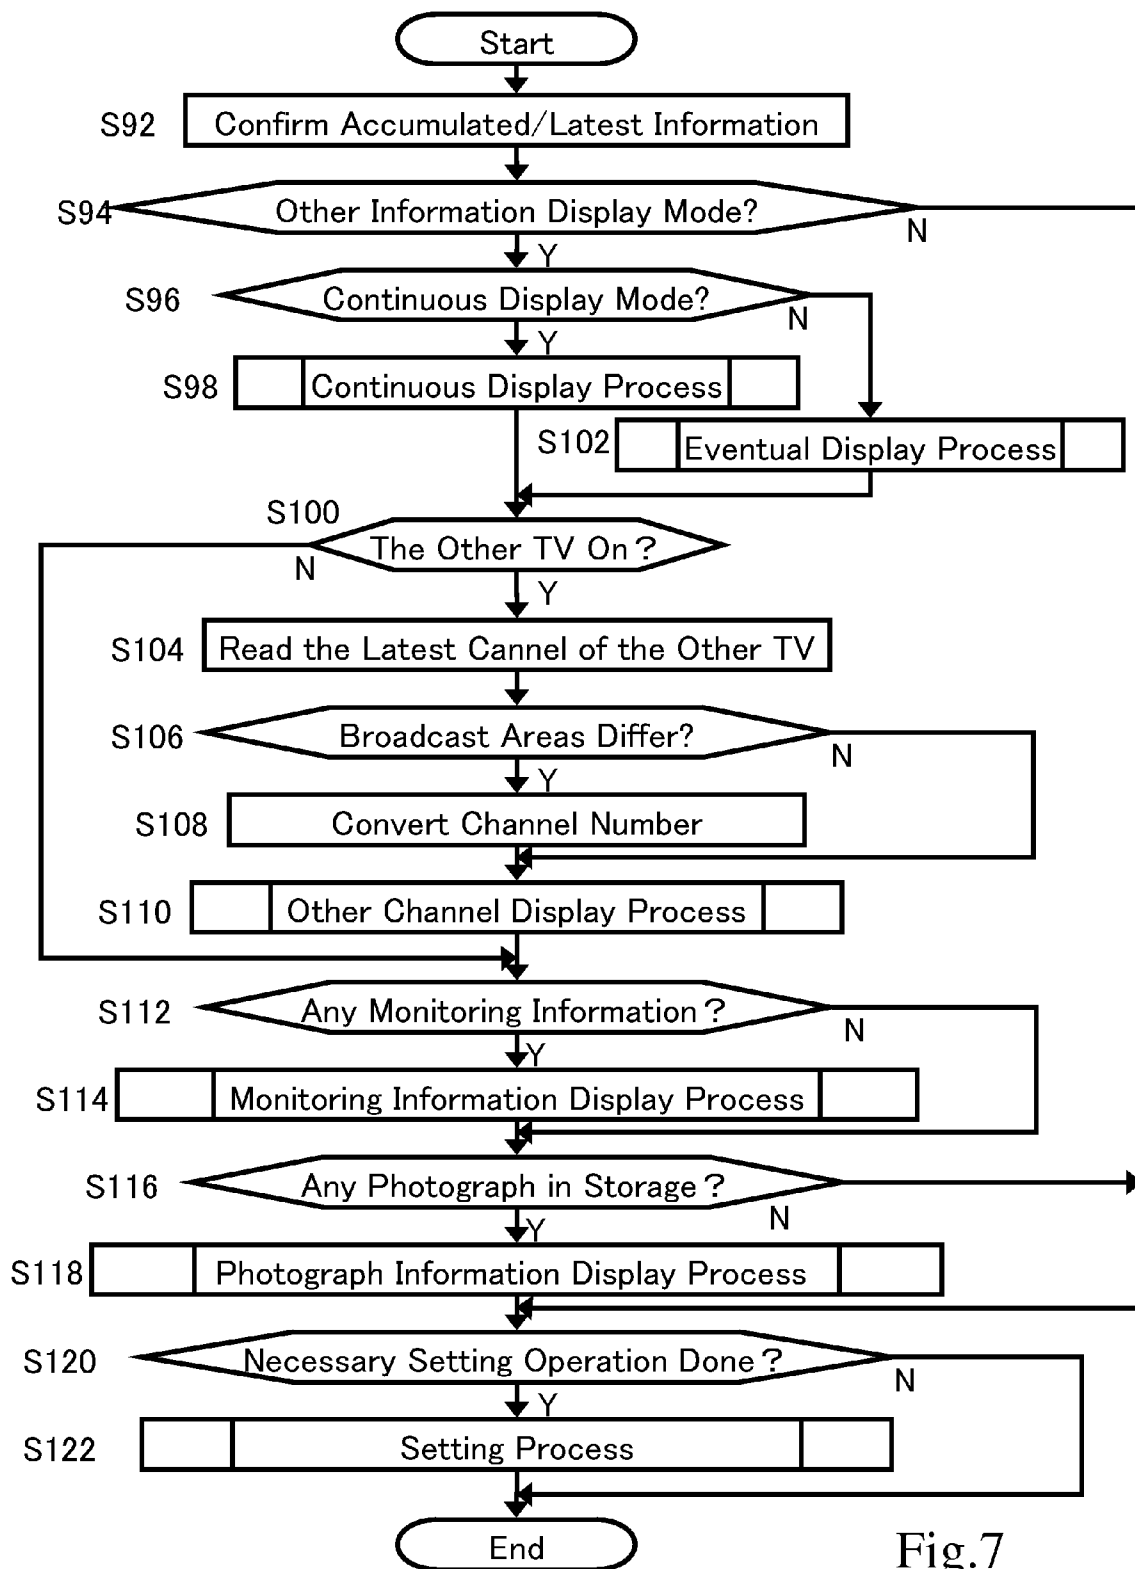 Start
S92 Confirm Accumulated/Latest Information
S94 Other Information Display Mode?
N
Y
S96 Continuous Display Mode?
N
Y
S98 Continuous Display Process
S102 Eventual Display Process
S100
The Other TV On?
N
Y
S104 Read the Latest Cannel of the Other TV
S106 Broadcast Areas Differ?
N
Y
S108 Convert Channel Number
S110 Other Channel Display Process
S112 Any Monitoring Information?
N
Y
S114 Monitoring Information Display Process
S116 Any Photograph in Storage?
N
Y
S118 Photograph Information Display Process
S120 Necessary Setting Operation Done?
N
Y
S122 Setting Process
End
Fig.7